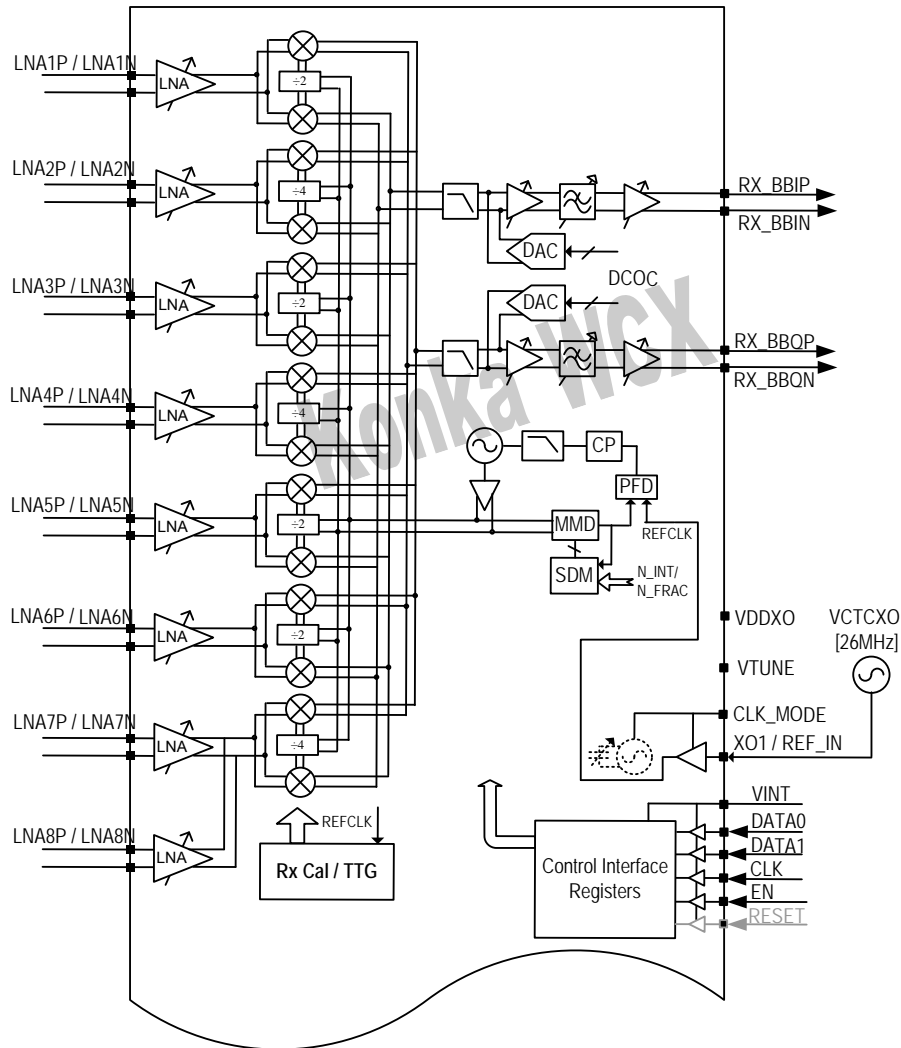 LNA1P / LNA1N
LNA
÷2
LNA2P / LNA2N
LNA
÷4
RX_BBIP
RX_BBIN
DAC
LNA3P / LNA3N
LNA
÷2
DCOC
DAC
RX_BBQP
RX_BBQN
LNA4P / LNA4N
LNA
÷4
Konka WCX
CP
PFD
LNA5P / LNA5N
LNA
÷2
MMD
REFCLK
SDM
N_INT/
N_FRAC
LNA6P / LNA6N
LNA
÷2
VDDXO
VCTCXO
[26MHz]
VTUNE
LNA7P / LNA7N
LNA
÷4
CLK_MODE
XO1 / REF_IN
VINT
DATA0
DATA1
CLK
EN
RESET
REFCLK
LNA8P / LNA8N
LNA
Rx Cal / TTG
Control Interface
Registers